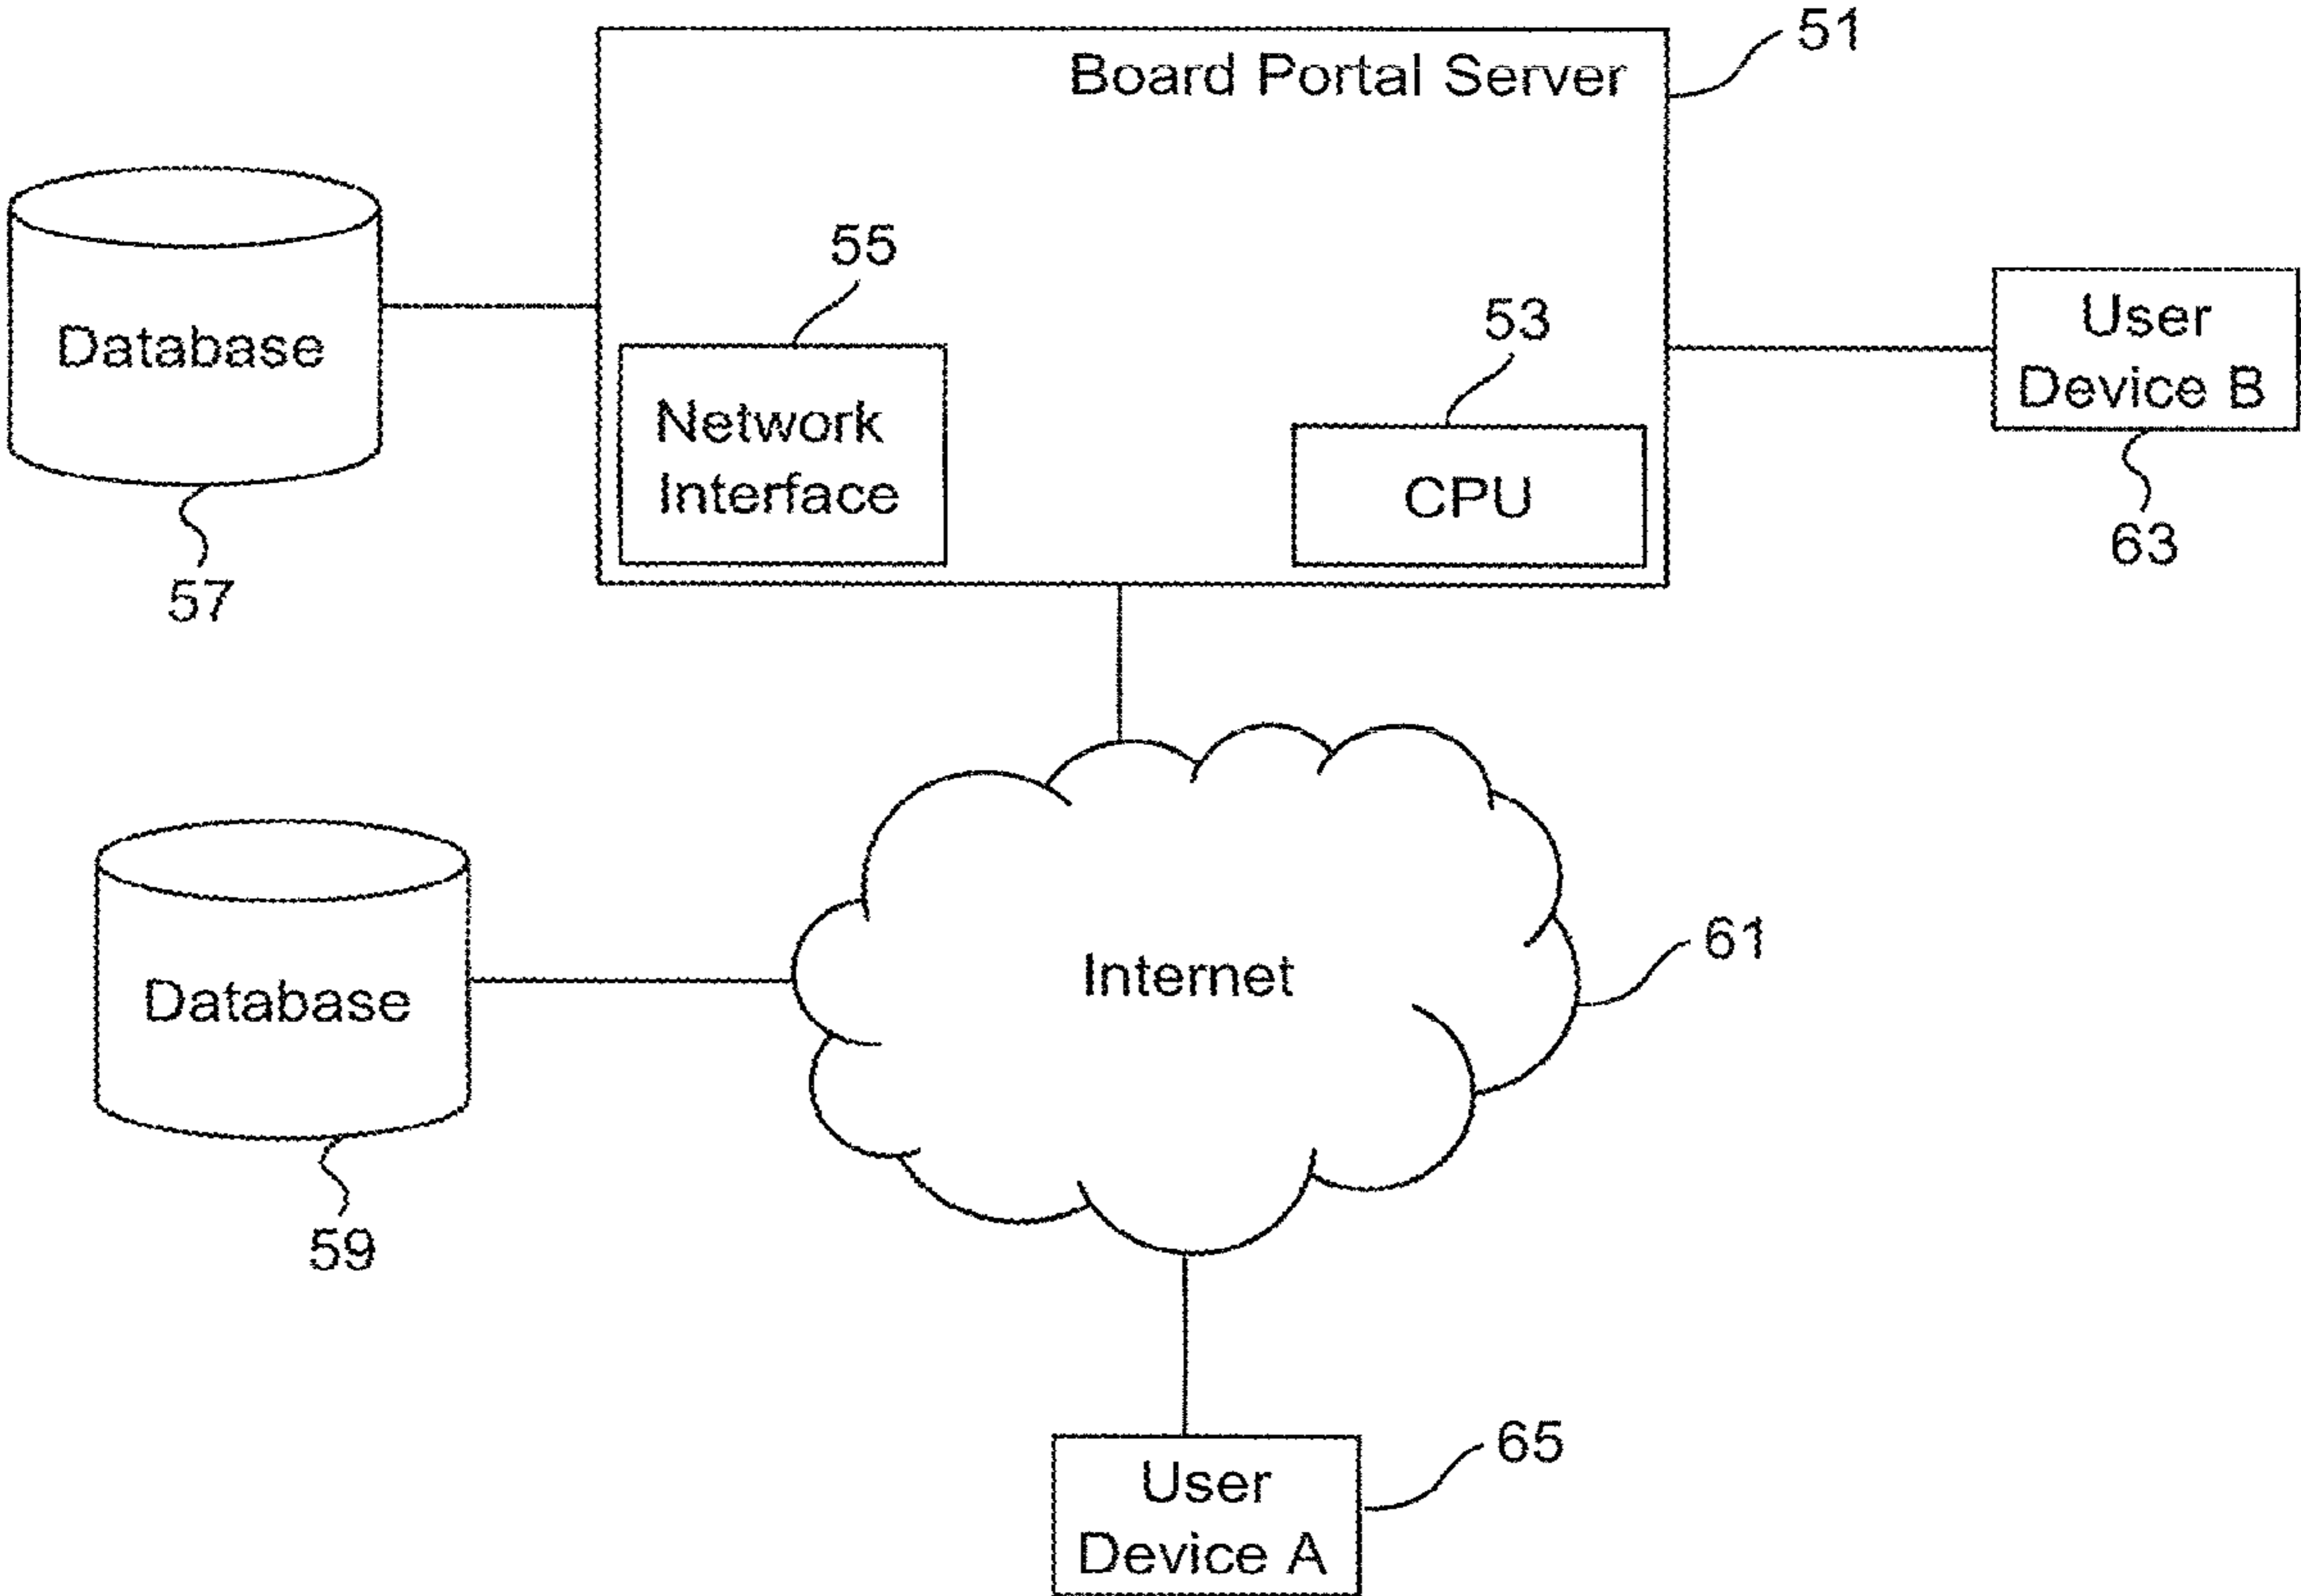 51
Board Portal Server
55
53
Database
Network
Interface
CPU
User
Device B
57
63
61
Internet
Database
59
65
User
Device A